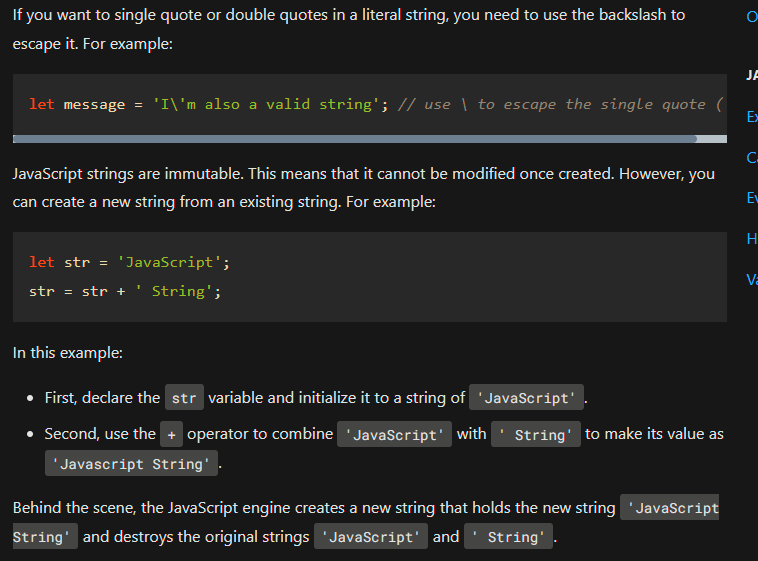 If you want to single quote or double quotes in a literal string, you need to use the backslash to
escape it. For example:
let message = 'I\'m also a valid string'; // use \ to escape the single quote (
JavaScript strings are immutable. This means that it cannot be modified once created. However, you
can create a new string from an existing string. For example:
let str = 'JavaScript';
str = str + ' String';
In this example:
• First, declare the str variable and initialize it to a string of 'JavaScript' .
• Second, use the + operator to combine 'JavaScript' with ' String' to make its value as
'Javascript String' .
Behind the scene, the JavaScript engine creates a new string that holds the new string 'JavaScript
String' and destroys the original strings 'JavaScript' and ' String' .